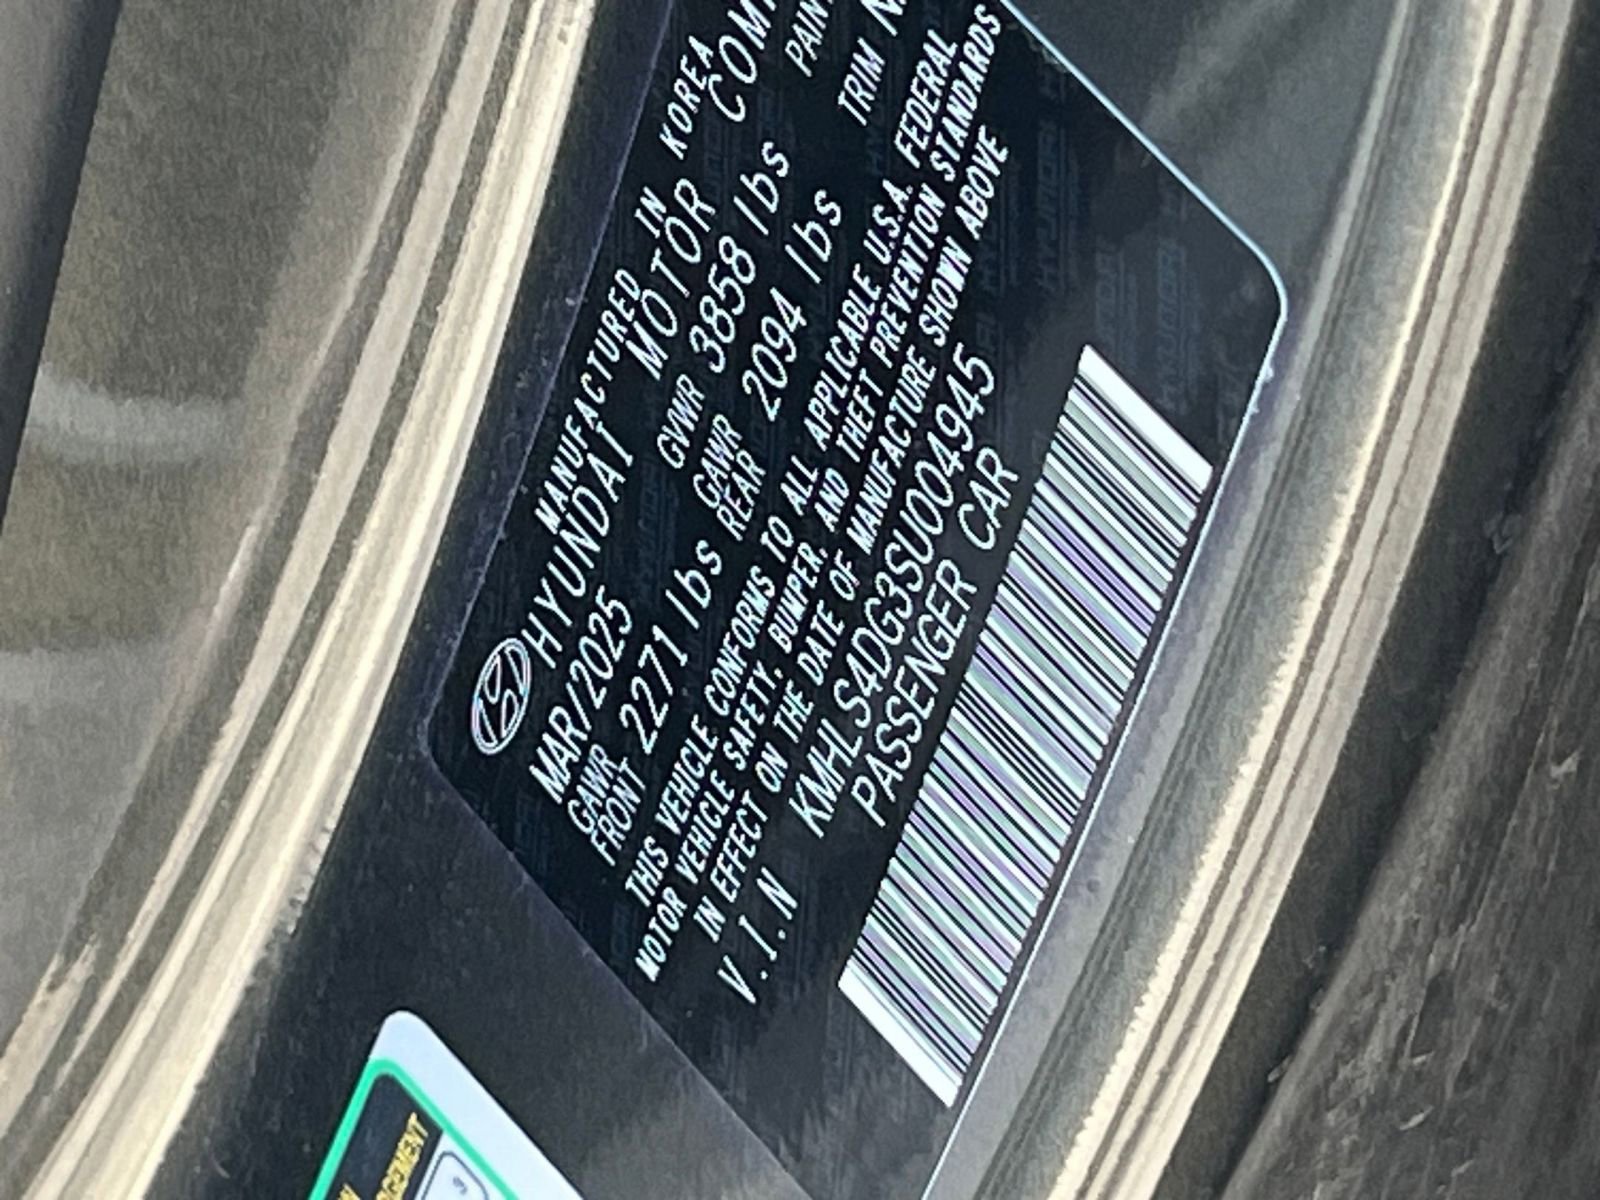 MANUFACTURED IN KOREA
HYUNDAI MOTOR
MAR/2025 GVWR 3858 lbs
GAWR FRONT 2271 lbs GAWR REAR 2094 lbs
TRIM
THIS VEHICLE CONFORMS TO ALL APPLICABLE U.S.A. FEDERAL
MOTOR VEHICLE SAFETY, BUMPER, AND THEFT PREVENTION STANDARDS
IN EFFECT ON THE DATE OF MANUFACTURE SHOWN ABOVE
V.I.N KMHLS4DG3SU004945
PASSENGER CAR